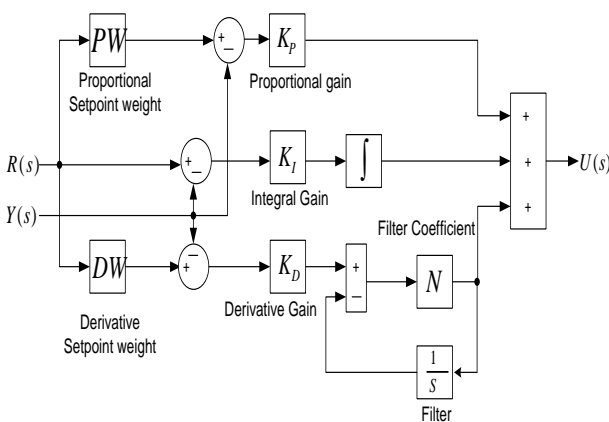 PW
+
−
K_P
Proportional
Setpoint weight
Proportional gain
+
R(s)
+
−
K_I
∫
+
U(s)
Y(s)
Integral Gain
+
Filter Coefficient
−
DW
+
K_D
+
−
N
Derivative Gain
Derivative
Setpoint weight
1
s
Filter